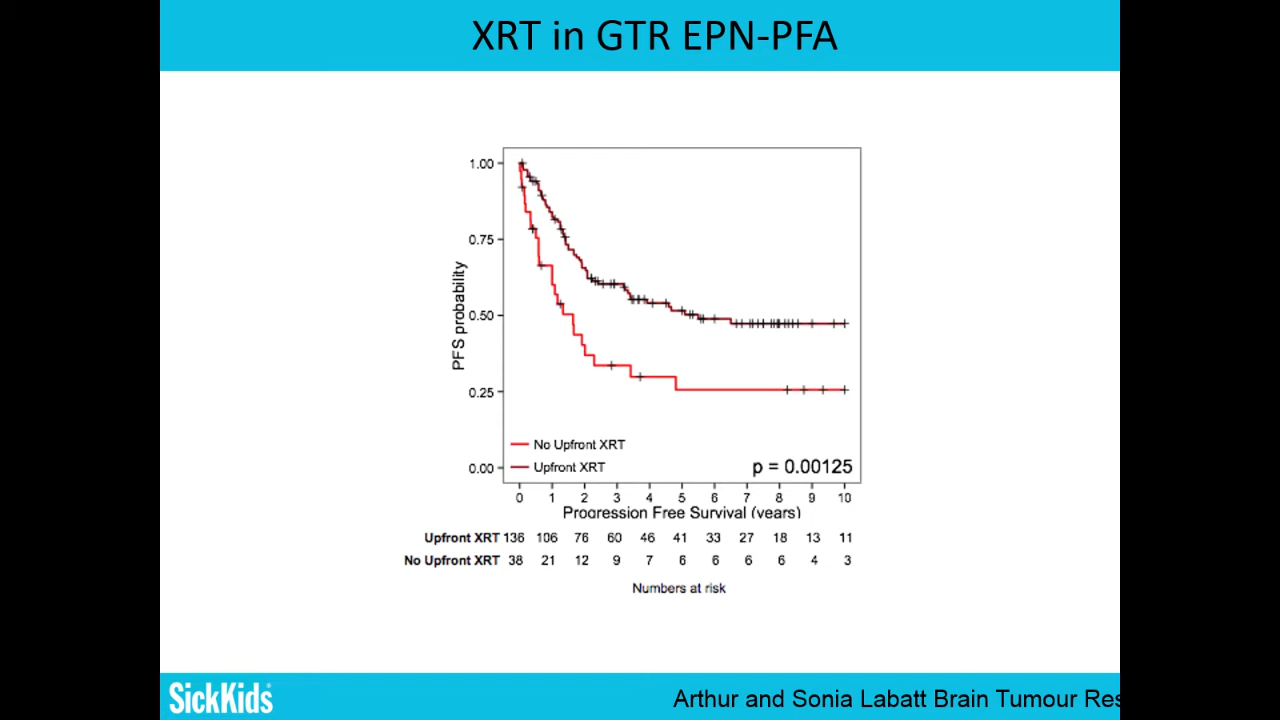 XRT in GTR EPN-PFA
1.00
0.75
0.50
0.25
0.00
PFS probability
No Upfront XRT
Upfront XRT
p = 0.00125
0 1 2 3 4 5 6 7 8 9 10
Progression Free Survival (years)
Upfront XRT 136 106 76 60 46 41 33 27 18 13 11
No Upfront XRT 38 21 12 9 7 6 6 6 6 4 3
Numbers at risk
SickKids
Arthur and Sonia Labatt Brain Tumour Res